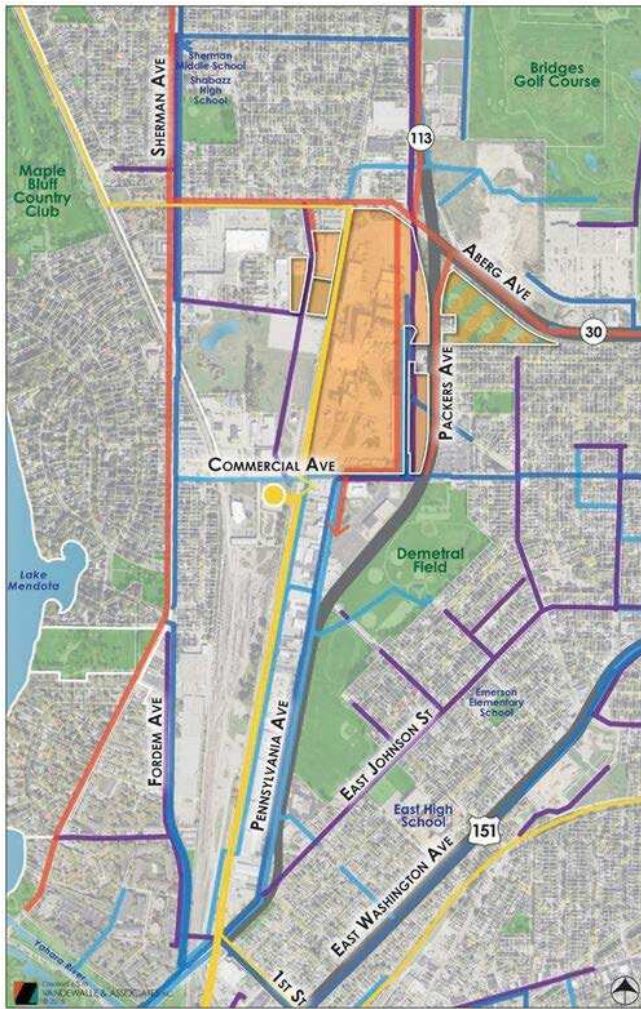 Sherman
Middle School
Shabazz
High
School
SHERMAN AVE
Bridges
Golf Course
113
Maple
Bluff
Country
Club
ABERG AVE
30
PACKERS AVE
COMMERCIAL AVE
Lake
Mendota
Demetral
Field
FORDEM AVE
PENNSYLVANIA AVE
EAST JOHNSON ST
Emerson
Elementary
School
East High
School
151
EAST WASHINGTON AVE
1ST ST
Yahara River
VANDEWALLE & ASSOCIATES INC.